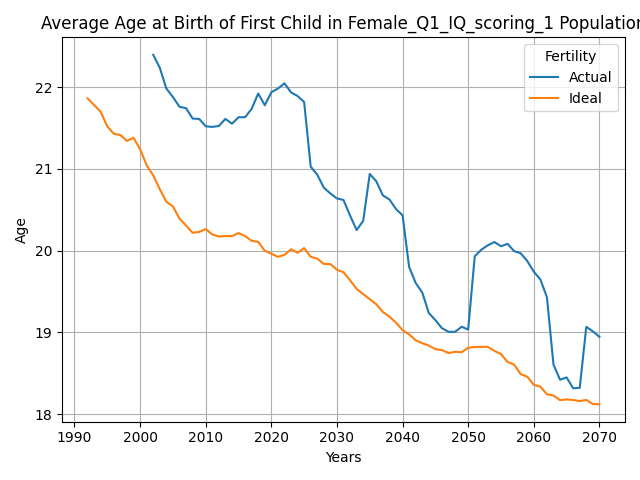 Average Age at Birth of First Child in Female_Q1_IQ_scoring_1 Population
Fertility
Actual
Ideal
22
21
20
19
18
Age
1990
2000
2010
2020
2030
2040
2050
2060
2070
Years